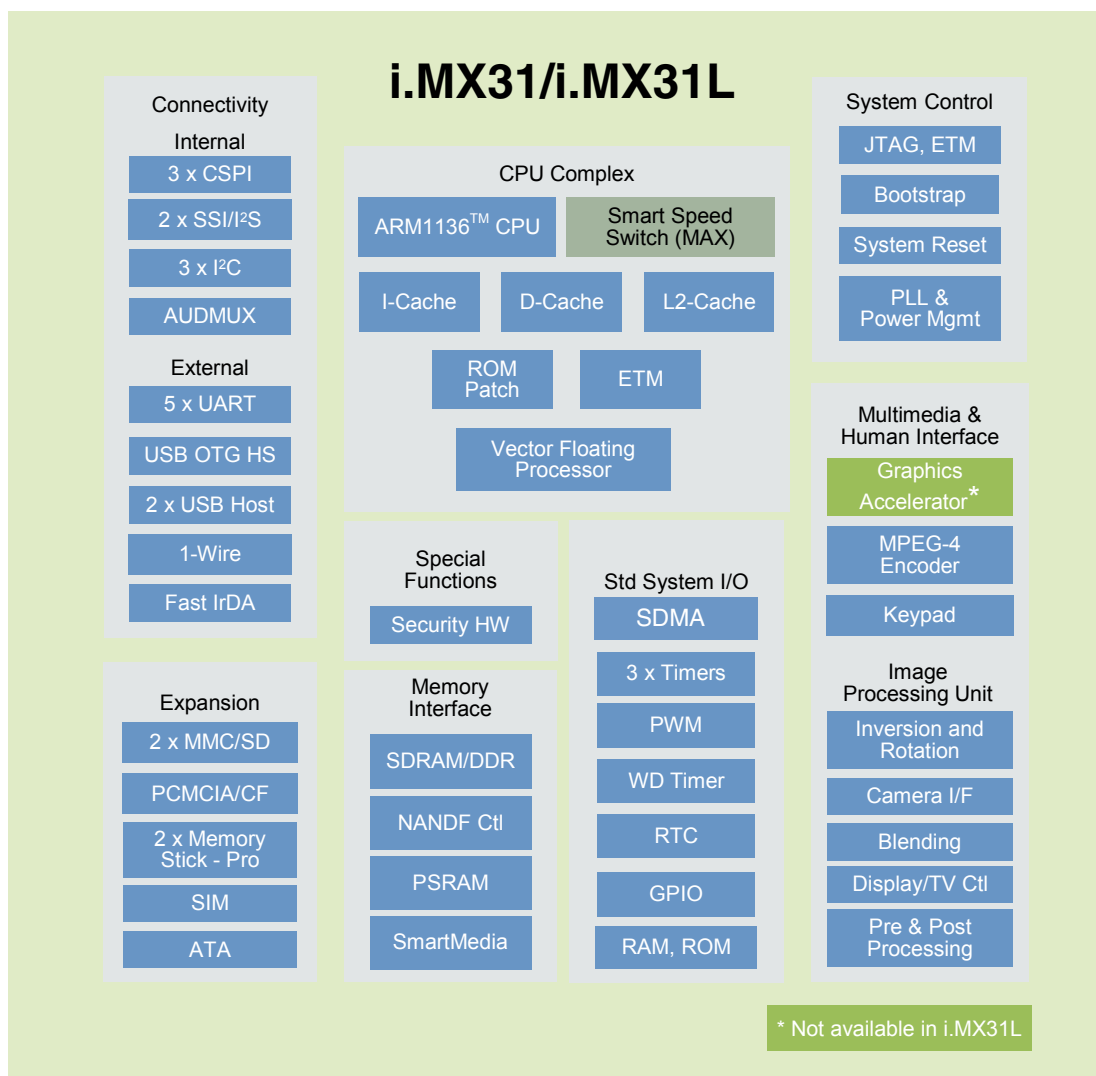 i.MX31/i.MX31L
Connectivity
Internal
3 x CSPI
2 x SSI/I²S
3 x I²C
AUDMUX
External
5 x UART
USB OTG HS
2 x USB Host
1-Wire
Fast IrDA
Expansion
2 x MMC/SD
PCMCIA/CF
2 x Memory
Stick - Pro
SIM
ATA
CPU Complex
ARM1136™ CPU
Smart Speed
Switch (MAX)
I-Cache
D-Cache
L2-Cache
ROM
Patch
ETM
Vector Floating
Processor
Special
Functions
Security HW
Memory
Interface
SDRAM/DDR
NANDF Ctl
PSRAM
SmartMedia
Std System I/O
SDMA
3 x Timers
PWM
WD Timer
RTC
GPIO
RAM, ROM
System Control
JTAG, ETM
Bootstrap
System Reset
PLL &
Power Mgmt
Multimedia &
Human Interface
Graphics
Accelerator*
MPEG-4
Encoder
Keypad
Image
Processing Unit
Inversion and
Rotation
Camera I/F
Blending
Display/TV Ctl
Pre & Post
Processing
* Not available in i.MX31L